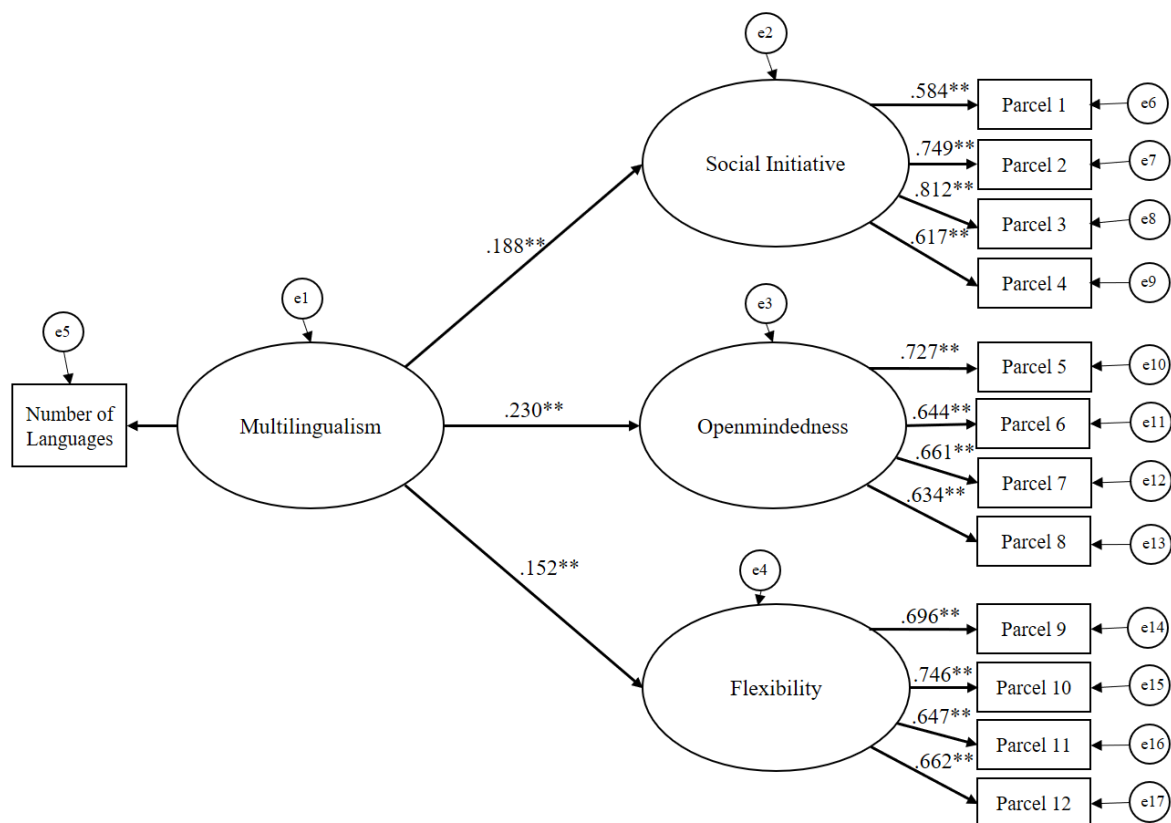 e2
.584**
Parcel 1
e6
.749**
Parcel 2
e7
Social Initiative
.812**
Parcel 3
e8
.188**
.617**
Parcel 4
e9
e1
e3
e5
.727**
Parcel 5
e10
Number of
Languages
Multilingualism
.230**
Openmindedness
.644**
Parcel 6
e11
.661**
Parcel 7
e12
.634**
Parcel 8
e13
.152**
e4
.696**
Parcel 9
e14
Flexibility
.746**
Parcel 10
e15
.647**
Parcel 11
e16
.662**
Parcel 12
e17